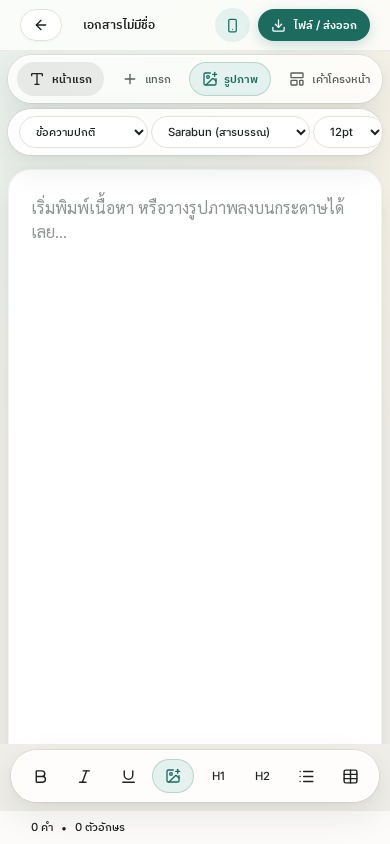 เอกสารไม่มีชื่อ
ไฟล์ / ส่งออก
หน้าแรก
แทรก
รูปภาพ
เค้าโครงหน้า
ข้อความปกติ
Sarabun (สารบรรณ)
12pt
เริ่มพิมพ์เนื้อหา หรือวางรูปภาพลงบนกระดาษได้
เลย...
B I U H1 H2
0 คำ • 0 ตัวอักษร